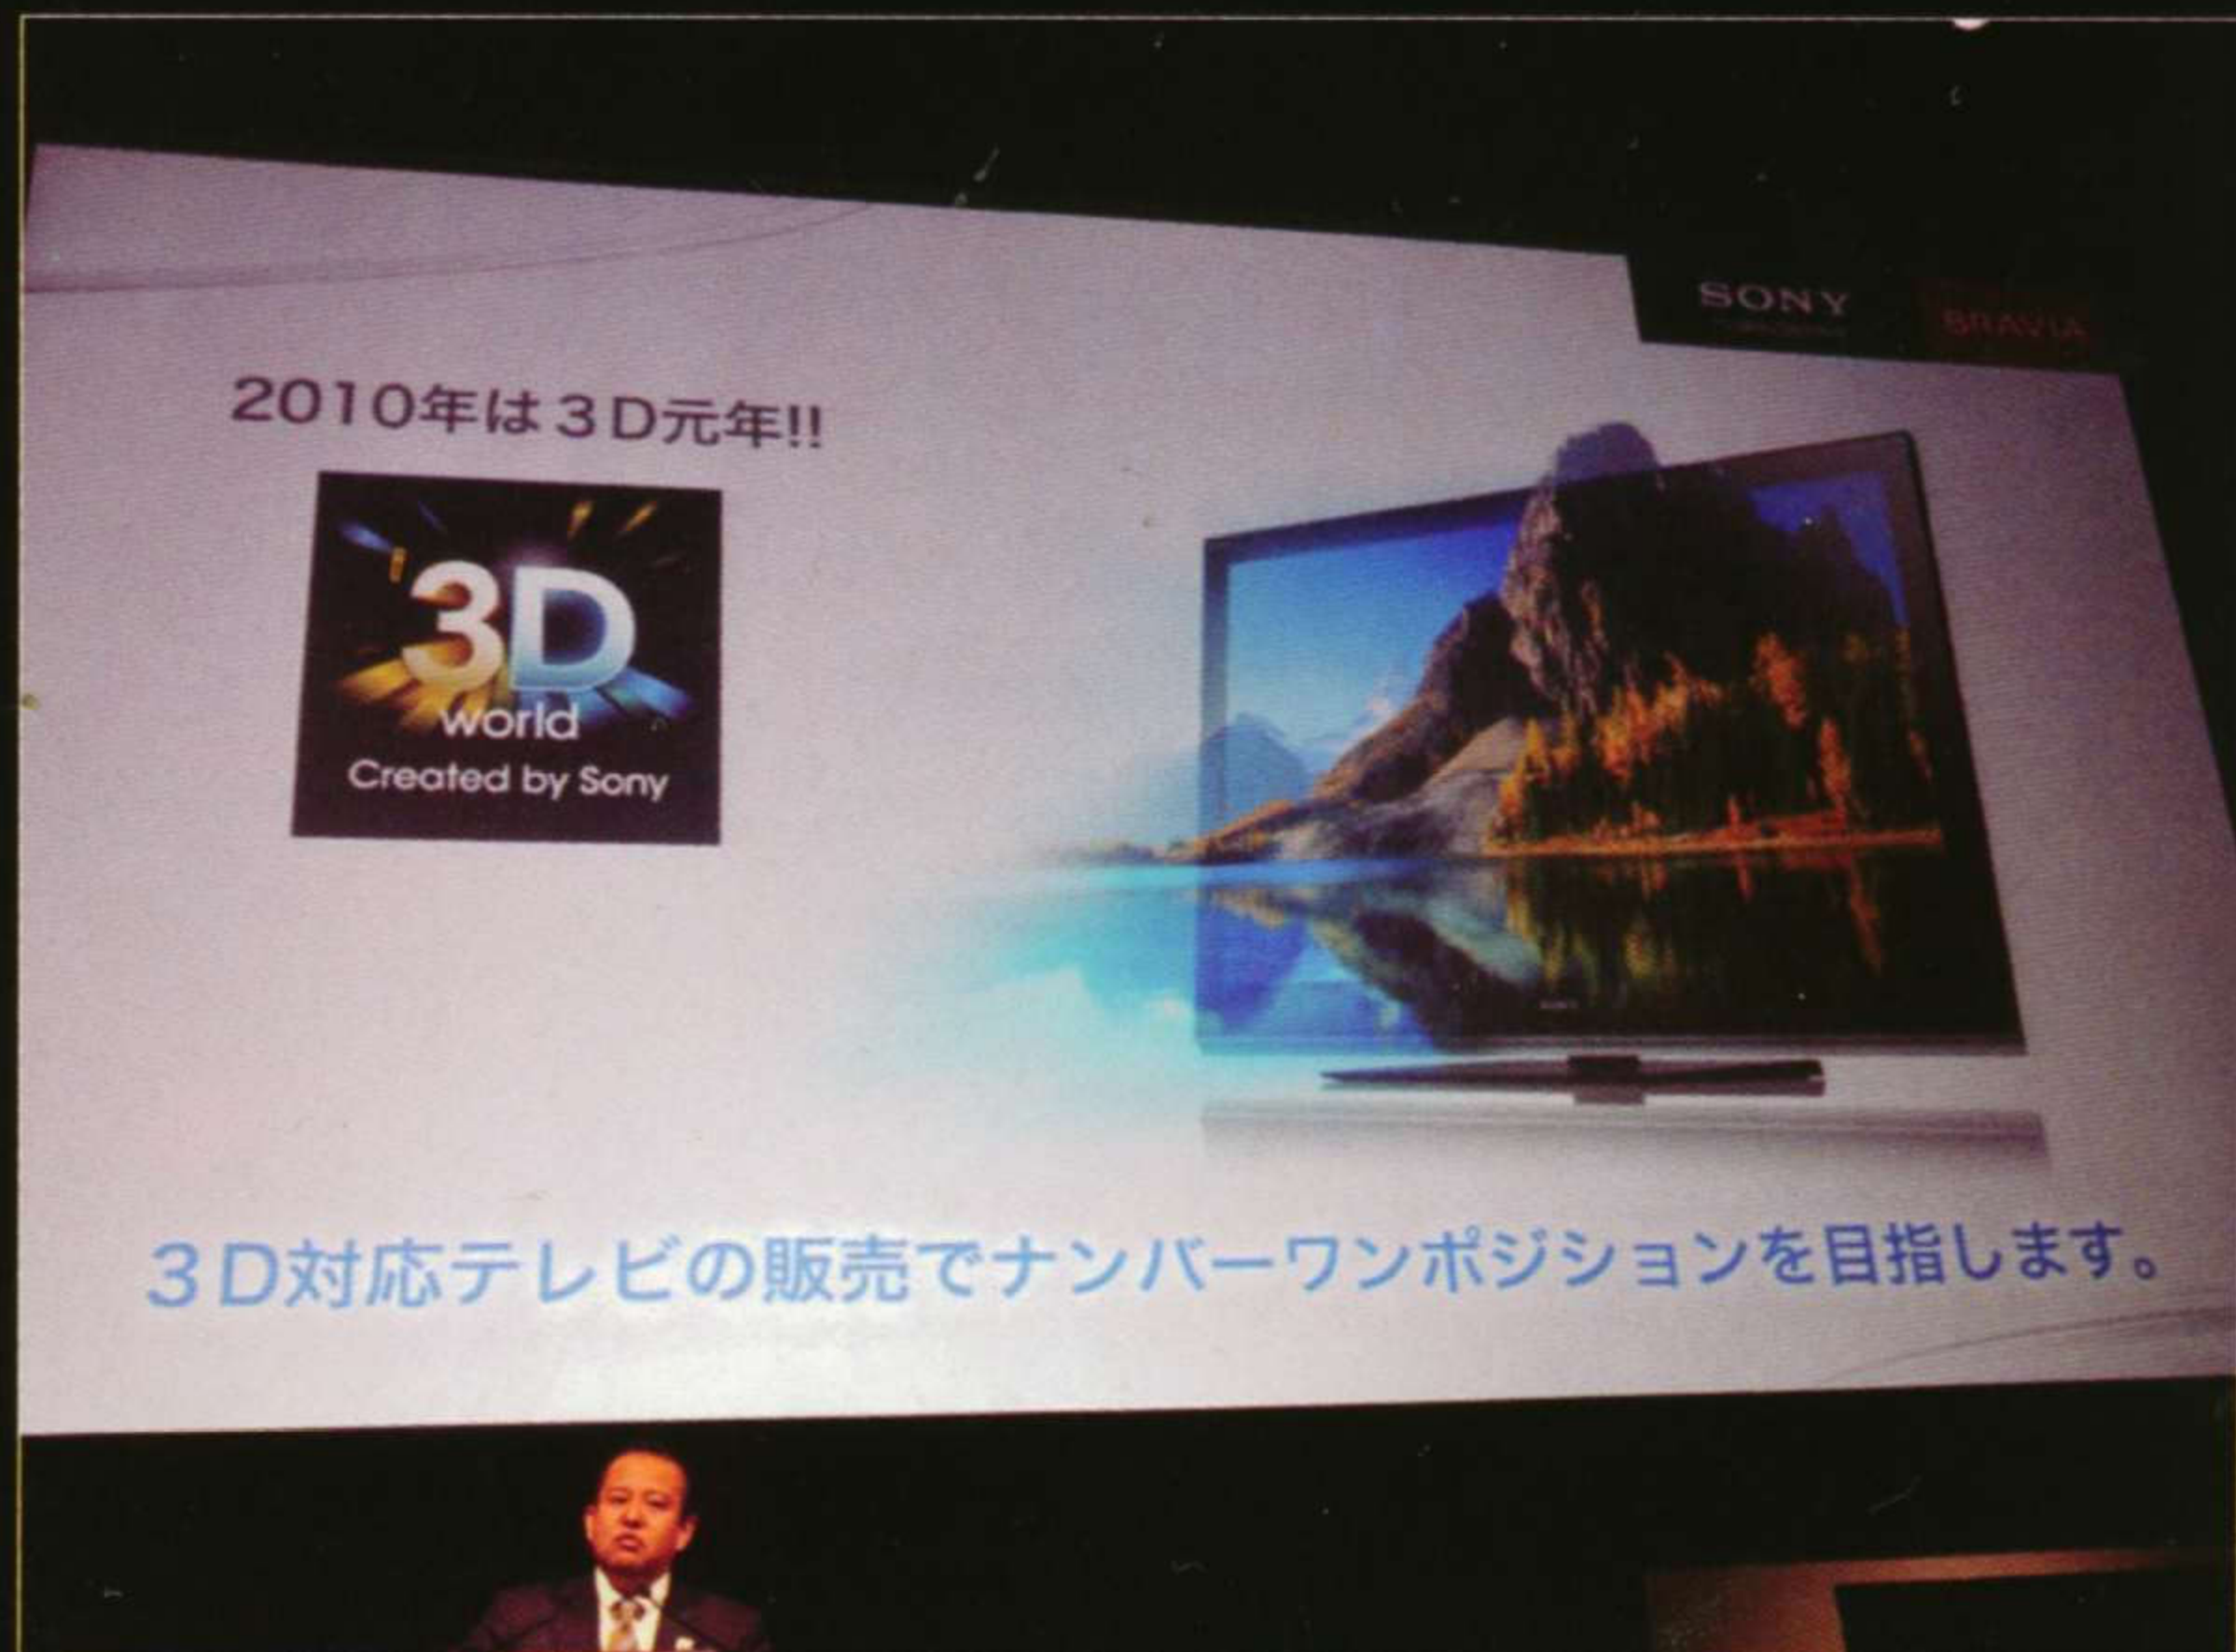 SONY
BRAVIA
2010年は３D元年!!
3D
world
Created by Sony
３D対応テレビの販売でナンバーワンポジションを目指します。